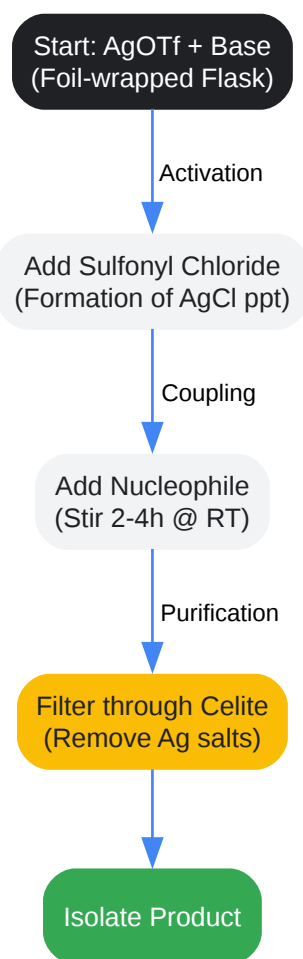 Start: AgOTf + Base
(Foil-wrapped Flask)
Activation
Add Sulfonyl Chloride
(Formation of AgCl ppt)
Coupling
Add Nucleophile
(Stir 2-4h @ RT)
Purification
Filter through Celite
(Remove Ag salts)
Isolate Product